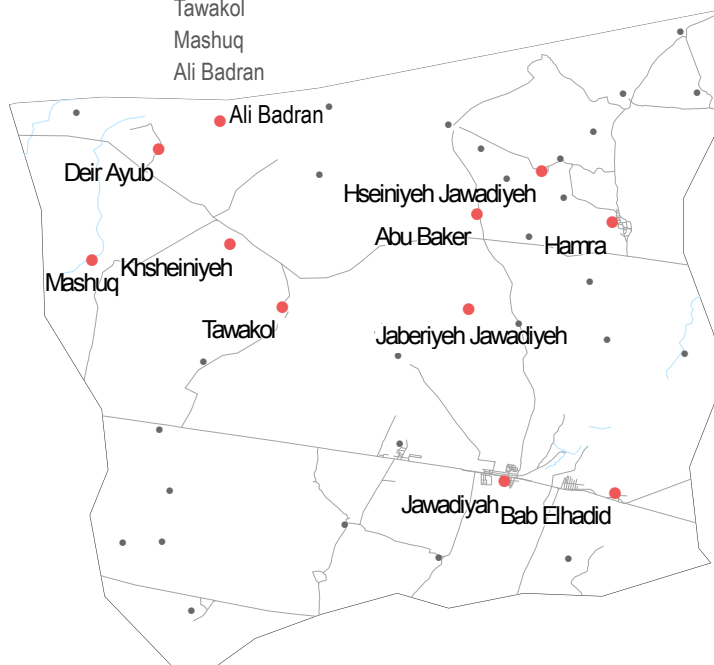 Tawakol
Mashuq
Ali Badran
Ali Badran
Deir Ayub
Hseiniyeh Jawadiyeh
Abu Baker
Hamra
Khsheiniyeh
Mashuq
Tawakol
Jaberiyeh Jawadiyeh
Jawadiyah
Bab Elhadid